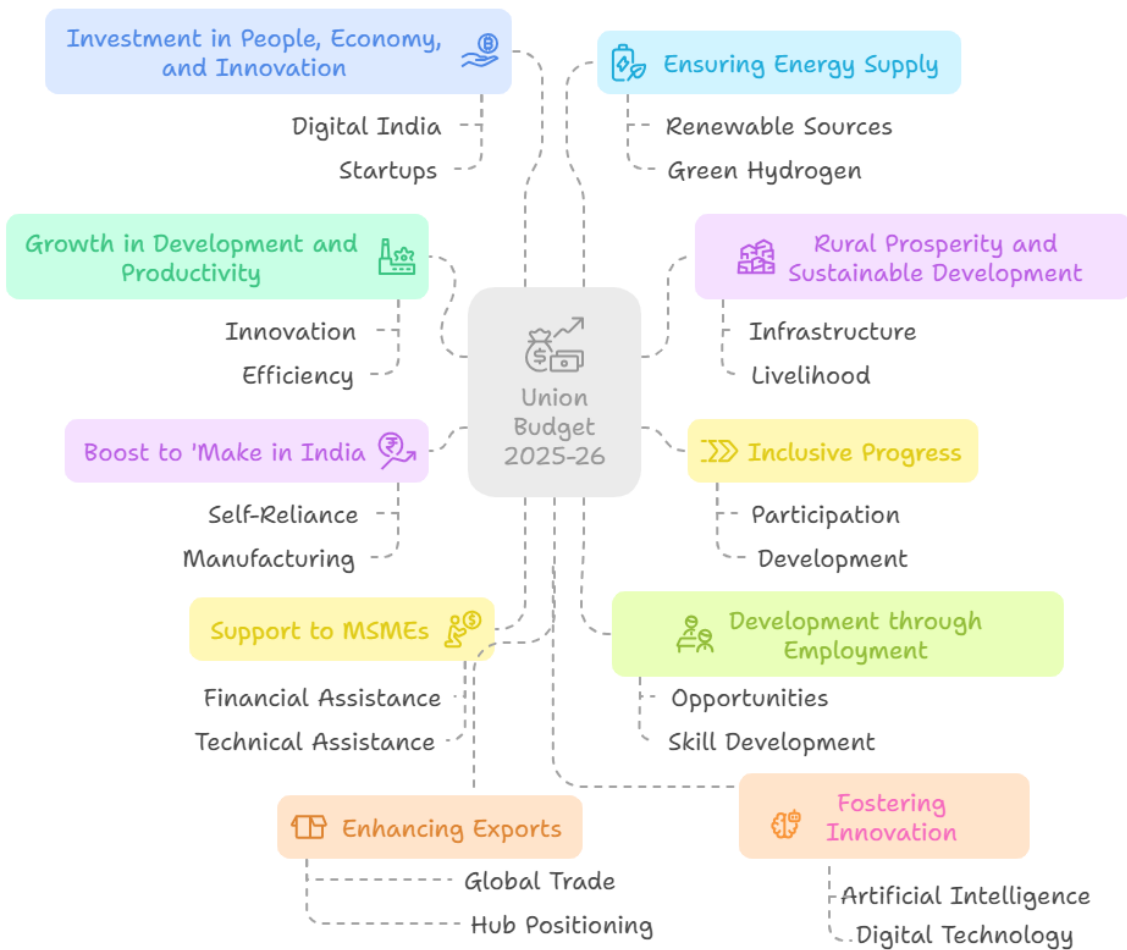 Investment in People, Economy,
and Innovation
Digital India
Startups
Ensuring Energy Supply
Renewable Sources
Green Hydrogen
Growth in Development and
Productivity
Innovation
Efficiency
Rural Prosperity and
Sustainable Development
Infrastructure
Livelihood
Union
Budget
2025-26
Boost to 'Make in India
Self-Reliance
Manufacturing
Inclusive Progress
Participation
Development
Support to MSMEs
Financial Assistance
Technical Assistance
Development through
Employment
Opportunities
Skill Development
Enhancing Exports
Global Trade
Hub Positioning
Fostering
Innovation
Artificial Intelligence
Digital Technology